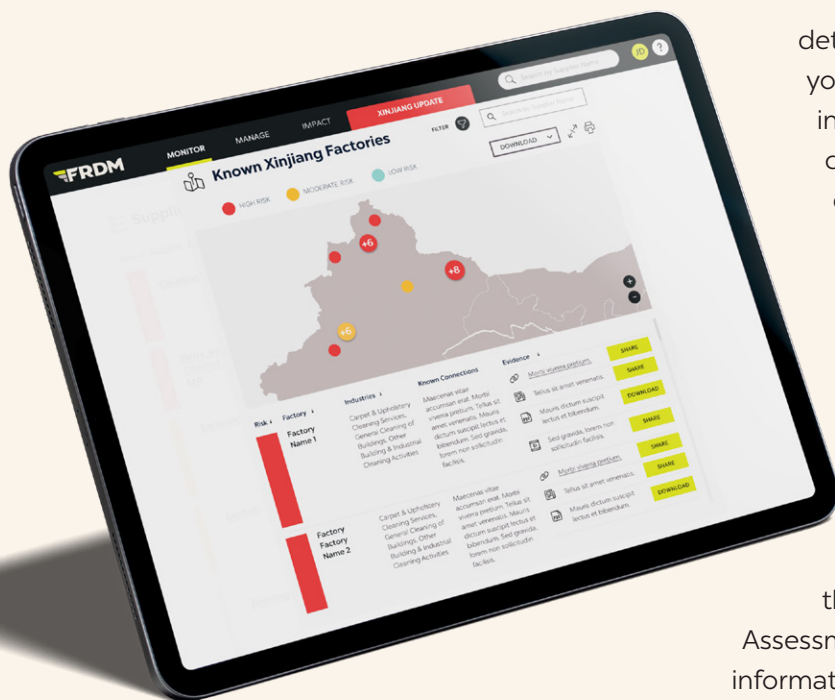 FRDM
MONITOR
MANAGE
IMPACT
XINJIANG UPDATE
Search by Supplier Name
JD
?
Known Xinjiang Factories
FILTER
Search by Supplier Name
DOWNLOAD
HIGH RISK
MODERATE RISK
LOW RISK
+6
+8
+6
+
-
Risk
Factory
Industries
Known Connections
Evidence
Factory
Name 1
Carpet & Upholstery
Cleaning Services,
General Cleaning of
Buildings, Other
Building & Industrial
Cleaning Activities
Maecenas vitae
accumsan erat. Morbi
viverra pretium. Tellus sit
amet venenatis. Mauris
dictum suscipit lectus et
bibendum. Sed gravida,
lorem non sollicitudin
facilisis.
Morbi viverra pretium.
SHARE
Tellus sit amet venenatis.
SHARE
Mauris dictum suscipit
lectus et bibendum.
DOWNLOAD
Sed gravida, lorem non
sollicitudin facilisis.
SHARE
Factory
Factory
Name 2
Carpet & Upholstery
Cleaning Services,
General Cleaning of
Buildings, Other
Building & Industrial
Cleaning Activities
Maecenas vitae
accumsan erat. Morbi
viverra pretium. Tellus sit
amet venenatis. Mauris
dictum suscipit lectus et
bibendum. Sed gravida,
lorem non sollicitudin
facilisis.
Morbi viverra pretium.
SHARE
Tellus sit amet venenatis.
SHARE
Mauris dictum suscipit
lectus et bibendum.
DOWNLOAD
det
yo
in
th
Assessm
informat